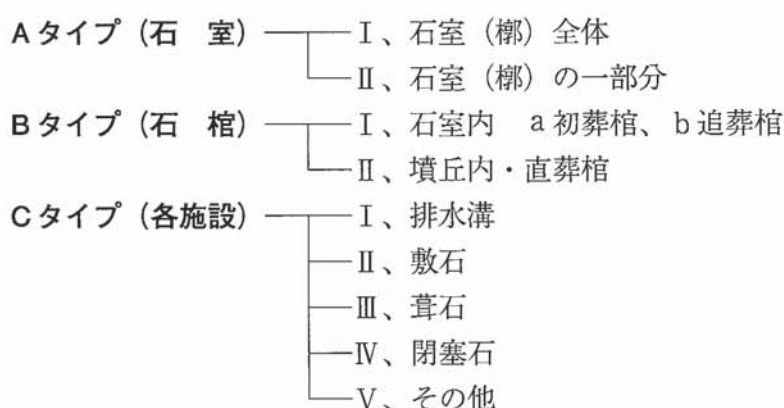 Aタイプ（石　室）　Ⅰ、石室（槨）全体
Ⅱ、石室（槨）の一部分
Bタイプ（石　棺）　Ⅰ、石室内　a初葬棺、b追葬棺
Ⅱ、墳丘内・直葬棺
Cタイプ（各施設）　Ⅰ、排水溝
Ⅱ、敷石
Ⅲ、葺石
Ⅳ、閉塞石
Ⅴ、その他